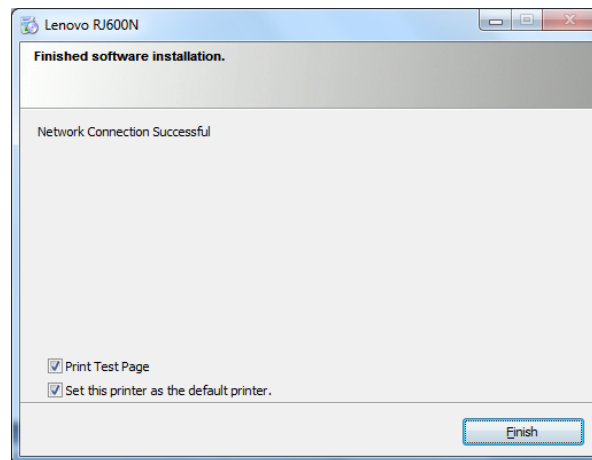 Lenovo RJ600N
Finished software installation.
Network Connection Successful
Print Test Page
Set this printer as the default printer.
Finish